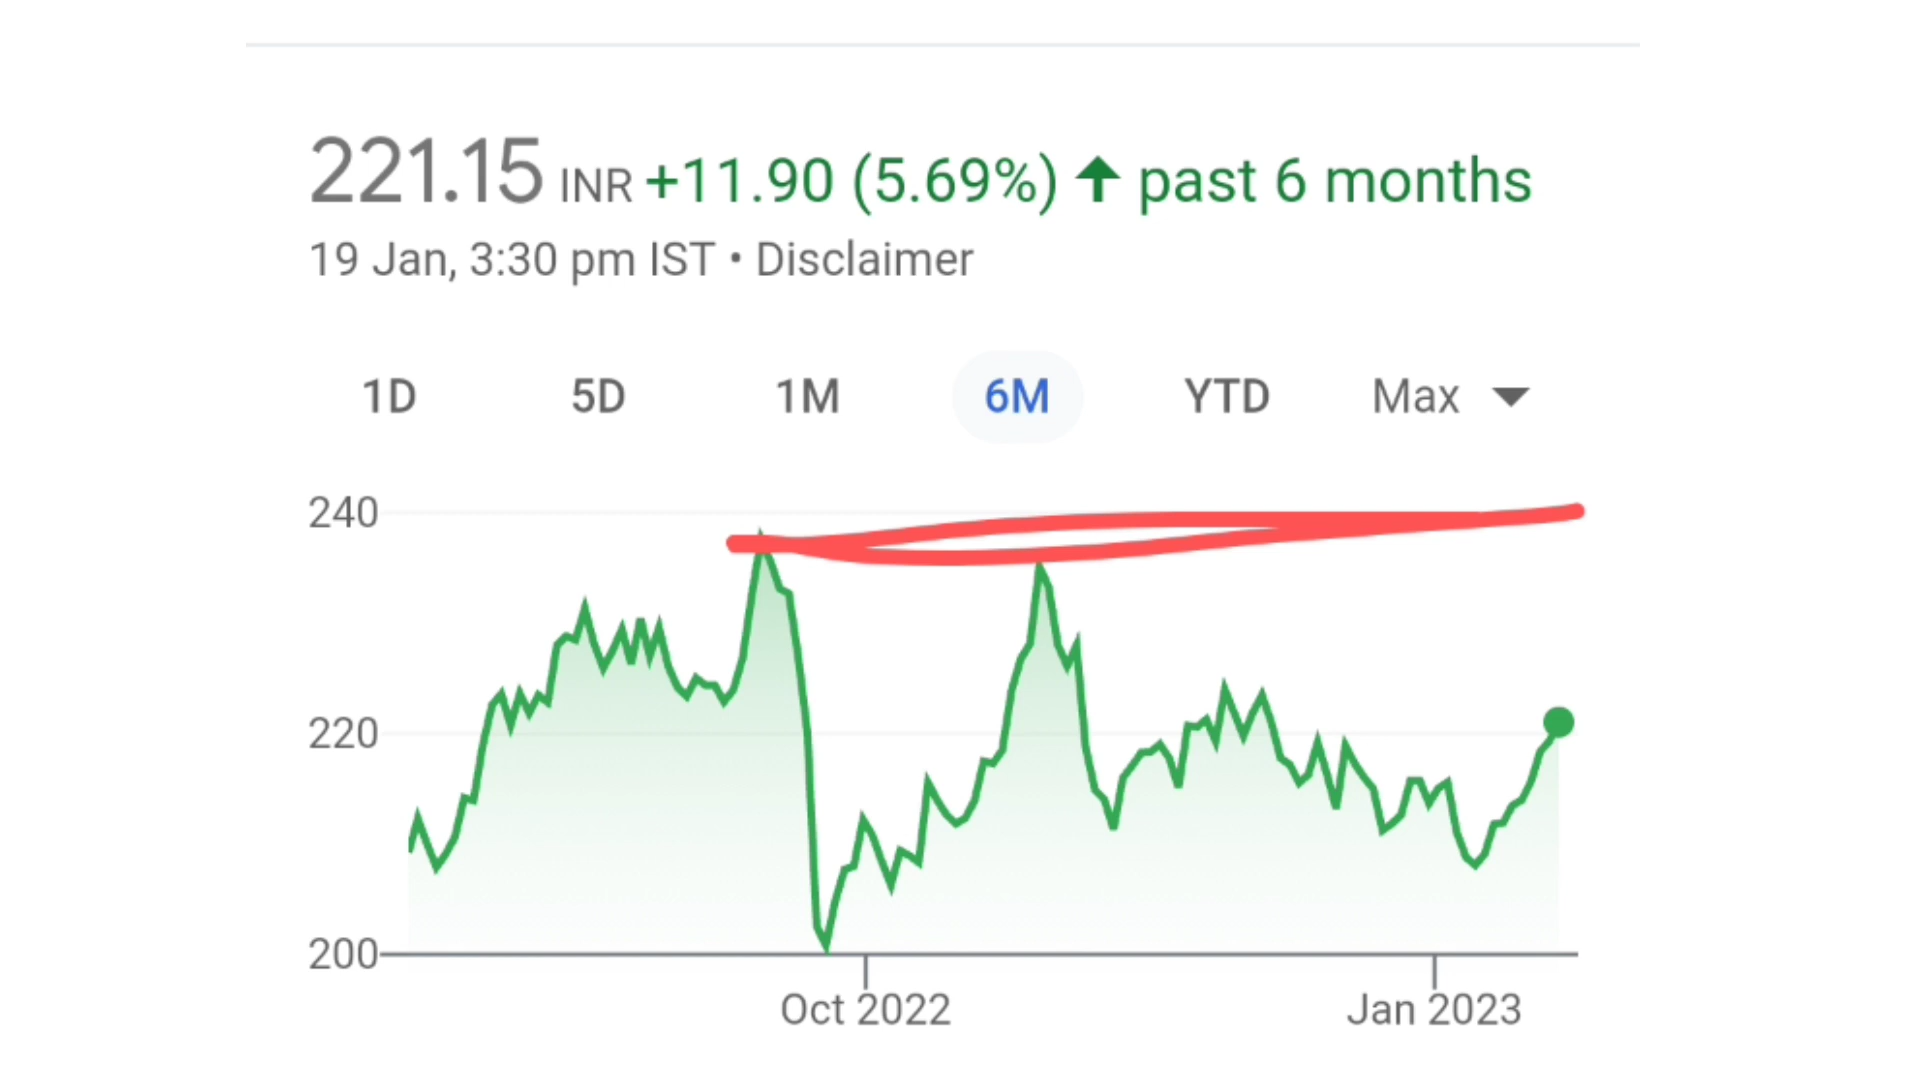 221.15 INR +11.90 (5.69%) ↑ past 6 months
19 Jan, 3:30 pm IST • Disclaimer
1D 5D 1M 6M YTD Max
240
220
200
Oct 2022 Jan 2023